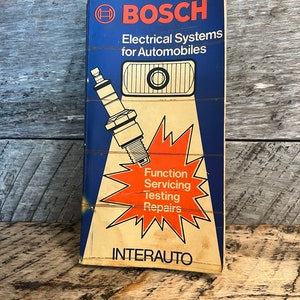 BOSCH
Electrical Systems
for Automobiles
Function
Servicing
Testing
Repairs
INTERAUTO